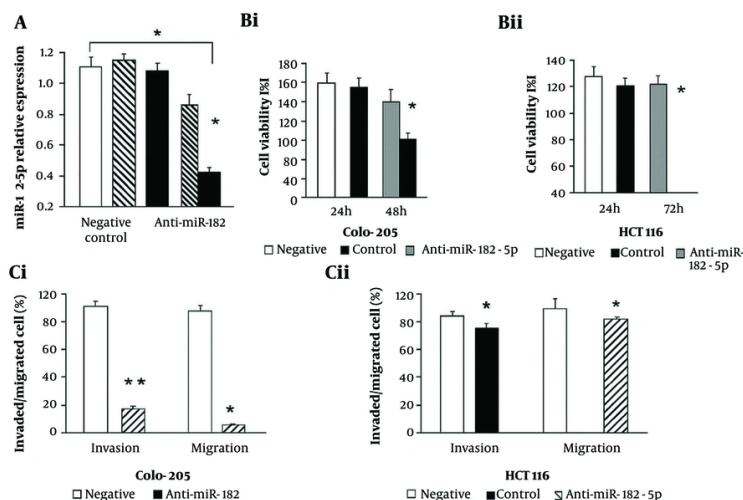 A
miR-1 2-5p relative espression
1.2
1.0
0.8
0.6
0.4
0.2
*
*
Negative control
Anti-miR-182
Bi
Cell viability I%I
180
160
140
120
100
80
60
40
0
*
24h
48h
Colo-205
Negative
Control
Anti-miR-182-5p
Bii
Cell viability I%I
140
120
100
80
60
40
*
24h
72h
HCT 116
Negative
Control
Anti-miR-182-5p
Ci
Invaded/migrated cell (%)
120
80
60
40
20
0
**
*
Invasion
Migration
Colo-205
Negative
Anti-miR-182
Cii
Invaded/migrated cell (%)
120
80
60
80
20
0
*
*
Invasion
Migration
HCT 116
Negative
Control
Anti-miR-182-5p